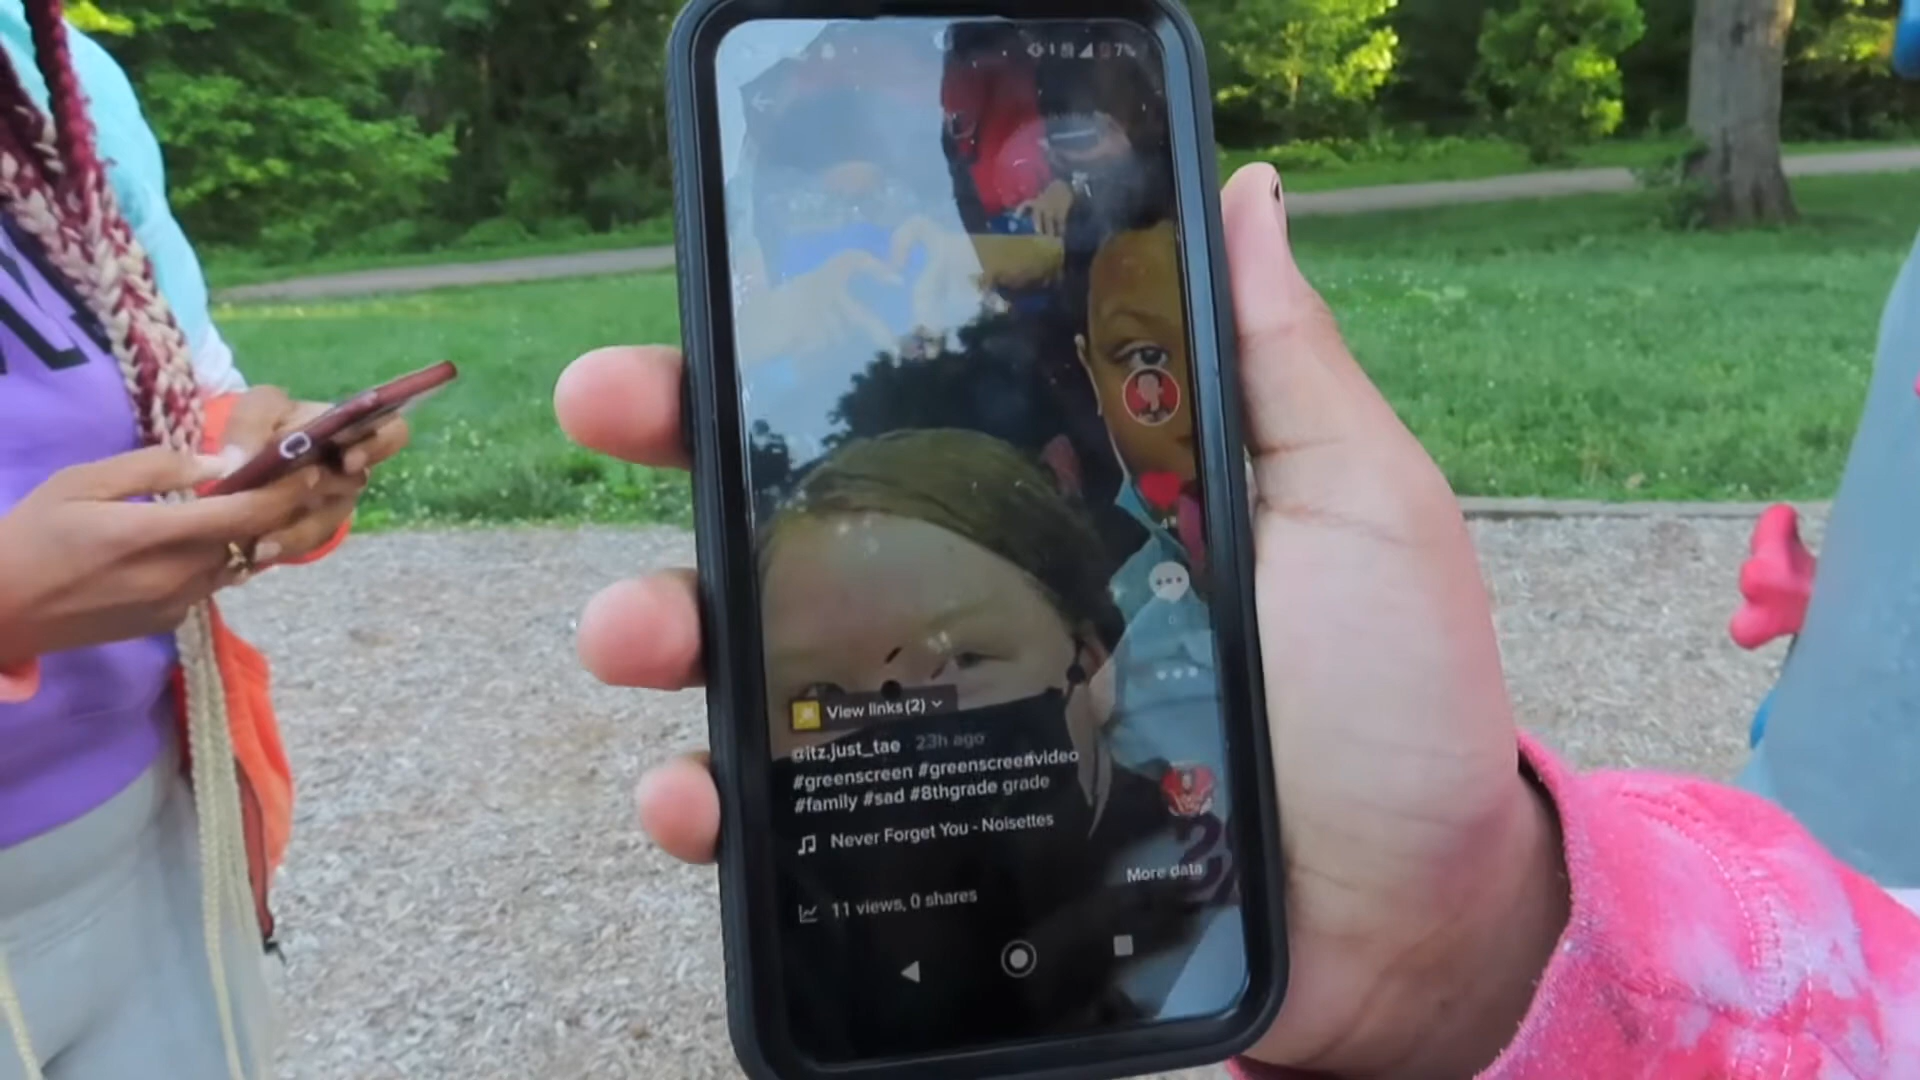 7%
View links (2)
@itz.just_tae 23h ago
#greenscreen #greenscreenvideo
#family #sad #8thgrade grade
Never Forget You - Noisettes
More data
11 views, 0 shares